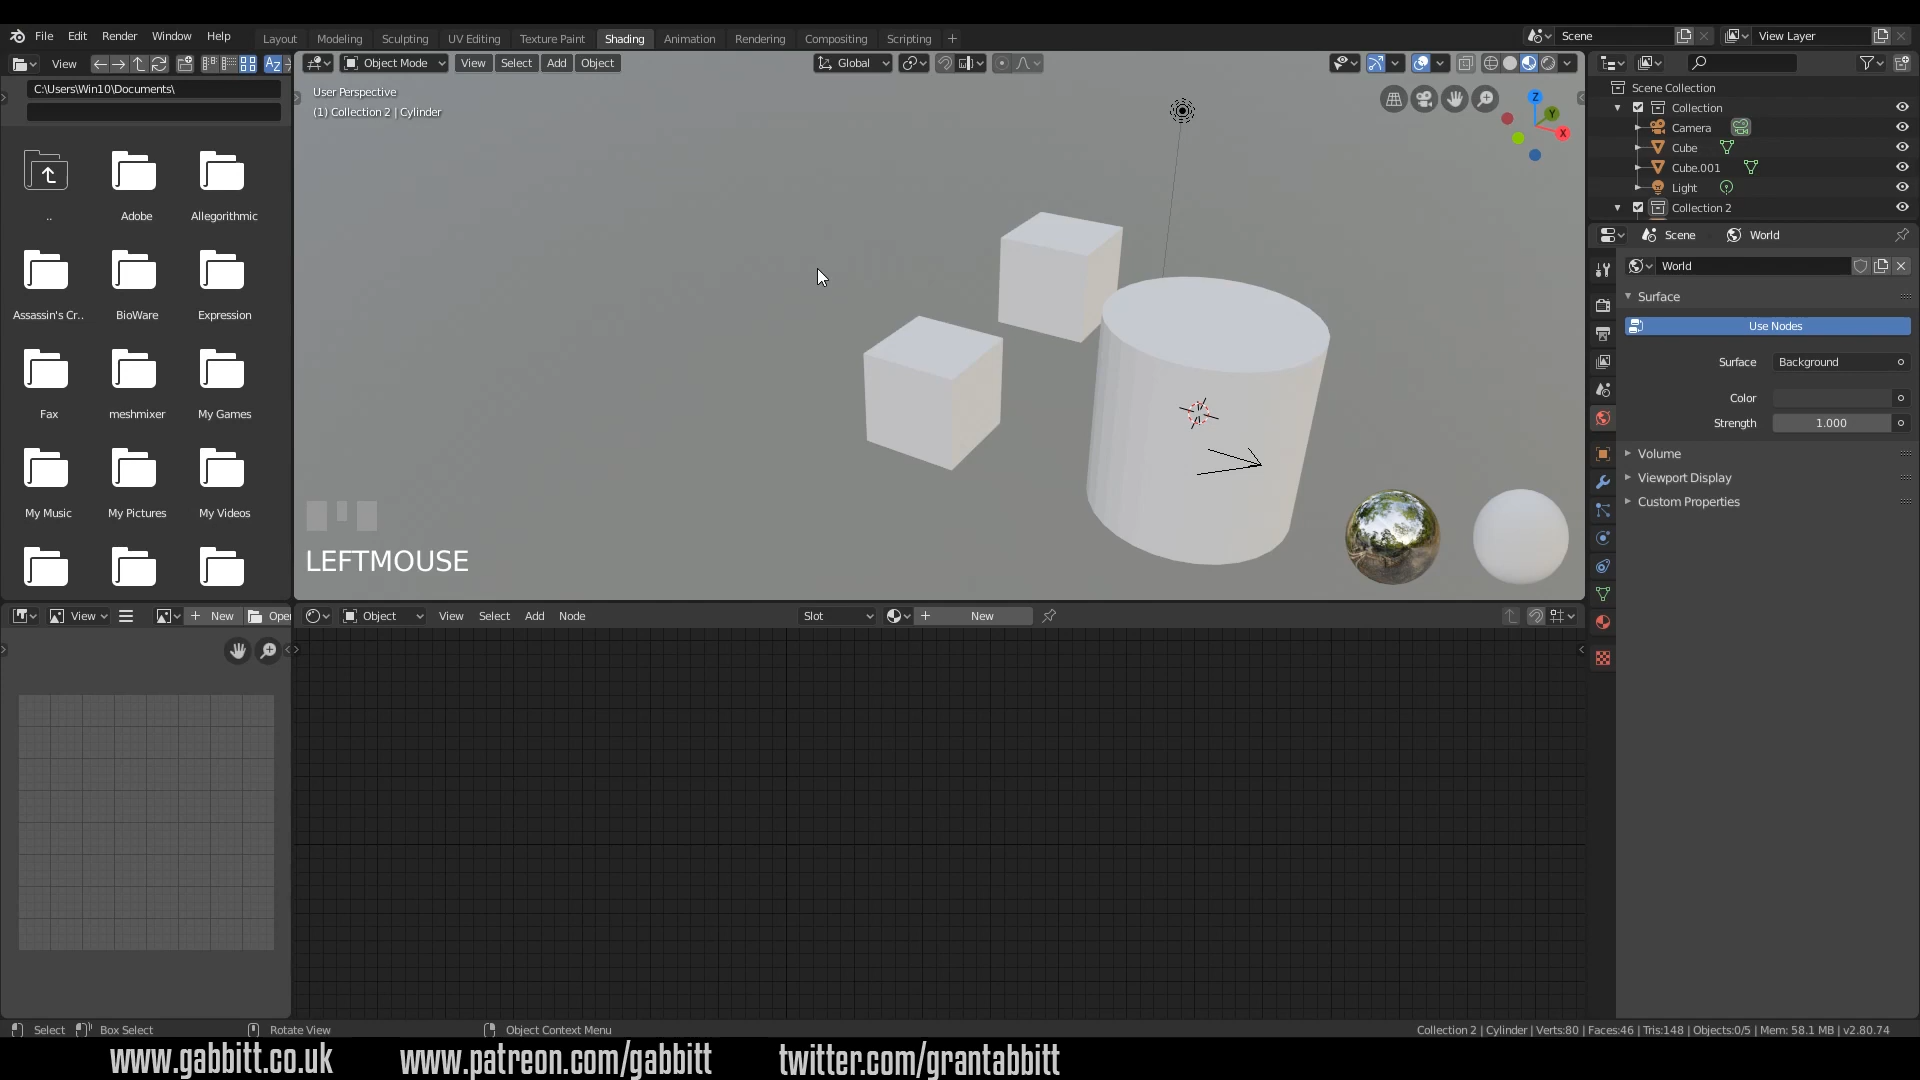 File Edit Render Window Help Layout Modeling Sculpting UV Editing Texture Paint Shading Animation Rendering Compositing Scripting + Scene View Layer
View Object Mode View Select Add Object Global
C:\Users\Win10\Documents\
User Perspective
(1) Collection 2 | Cylinder
.. Adobe Allegorithmic
Assassin's Cr.. BioWare Expression
Fax meshmixer My Games
My Music My Pictures My Videos
LEFTMOUSE
Z
Y
X
Scene Collection
Collection
Camera
Cube
Cube.001
Light
Collection 2
Scene World
World
Surface
Use Nodes
Surface Background
Color
Strength 1.000
Volume
Viewport Display
Custom Properties
View + New Ope
Object View Select Add Node Slot + New
Select Box Select Rotate View Object Context Menu
Collection 2 | Cylinder | Verts:80 | Faces:46 | Tris:148 | Objects:0/5 | Mem: 58.1 MB | v2.80.74
www.gabbitt.co.uk www.patreon.com/gabbitt twitter.com/grantabbitt